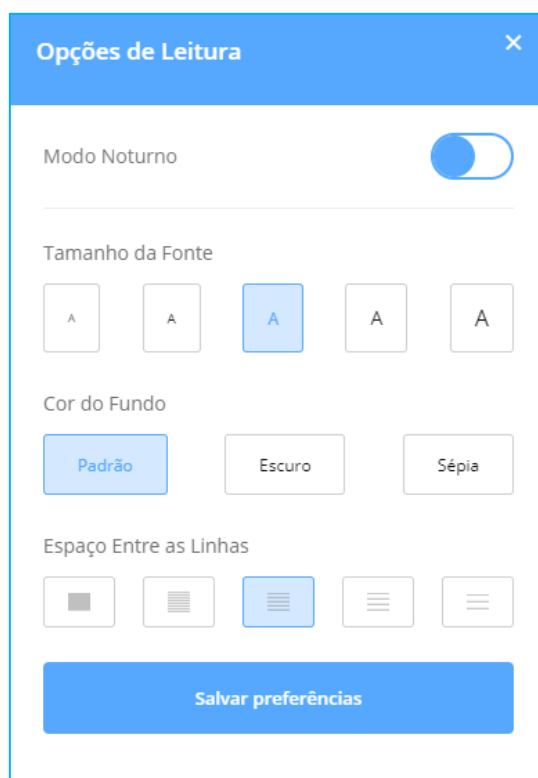 Opções de Leitura ×
Modo Noturno
Tamanho da Fonte
A A A A A
Cor do Fundo
Padrão Escuro Sépia
Espaço Entre as Linhas
Salvar preferências